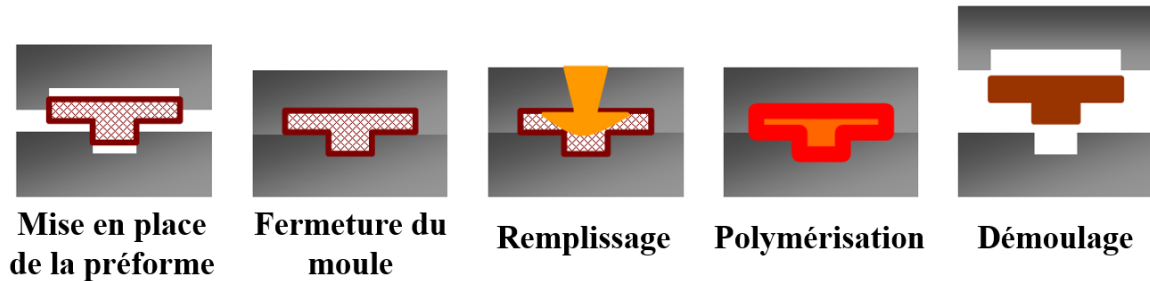 Mise en place
de la préforme
Fermeture du
moule
Remplissage
Polymérisation
Démoulage